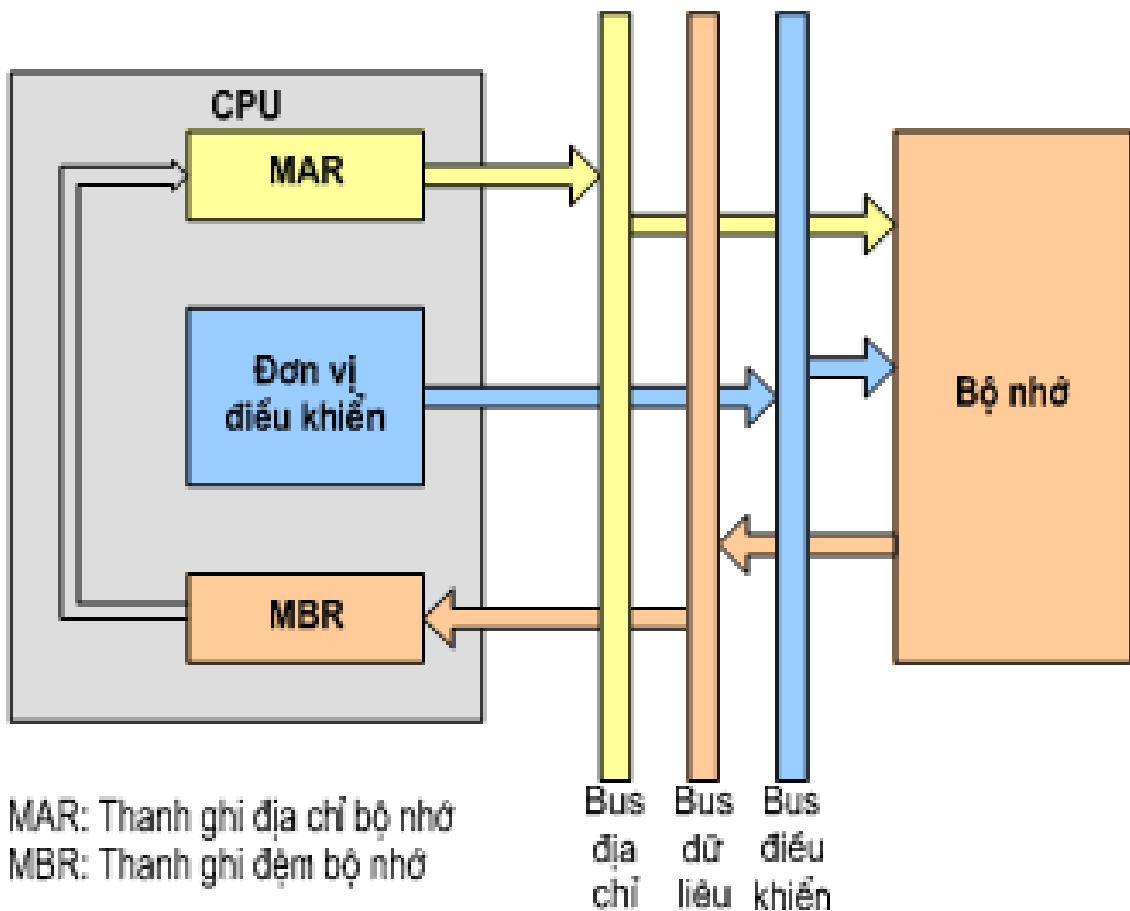 CPU
MAR
Đơn vị
điều khiển
MBR
Bộ nhớ
MAR: Thanh ghi địa chỉ bộ nhớ
MBR: Thanh ghi đệm bộ nhớ
Bus
địa
chỉ
Bus
dữ
liêu
Bus
điều
khiển